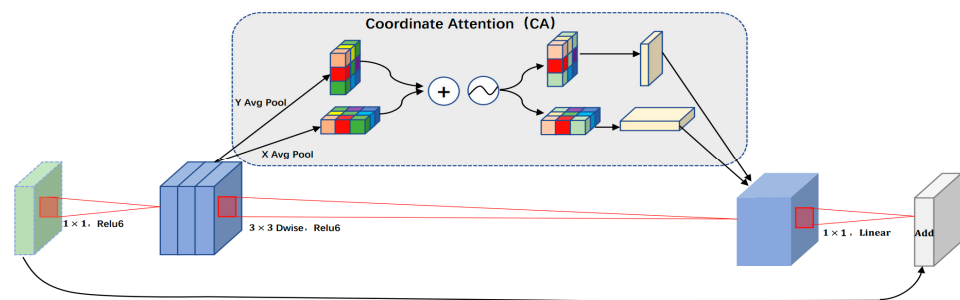 Coordinate Attention（CA）
Y Avg Pool
+
X Avg Pool
1 × 1，Relu6
3 × 3 Dwise，Relu6
1 × 1，Linear
Add